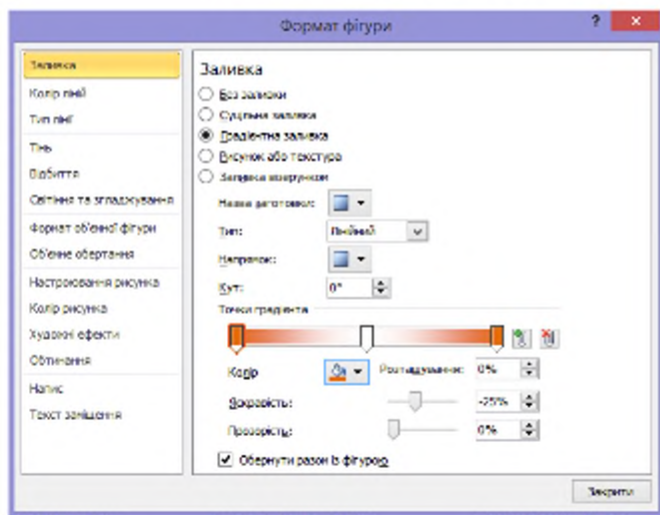 Формат фігури
Заливка
Колір ліній
Тип лінії
Тінь
Відбиття
Світіння та згладжування
Формат об'ємної фігури
Об'ємне обертання
Настроювання рисунка
Колір рисунка
Художні ефекти
Обтинання
Напис
Текст заміщення
Заливка
Без заливки
Суцільна заливка
Градієнтна заливка
Рисунок або текстура
Заливка візерунком
Назва заготовки:
Тип: Лінійний
Напрямок:
Кут: 0°
Точки градієнта
Колір Розташування: 0%
Яскравість: -25%
Прозорість: 0%
Обернути разом із фігурою
Закрити